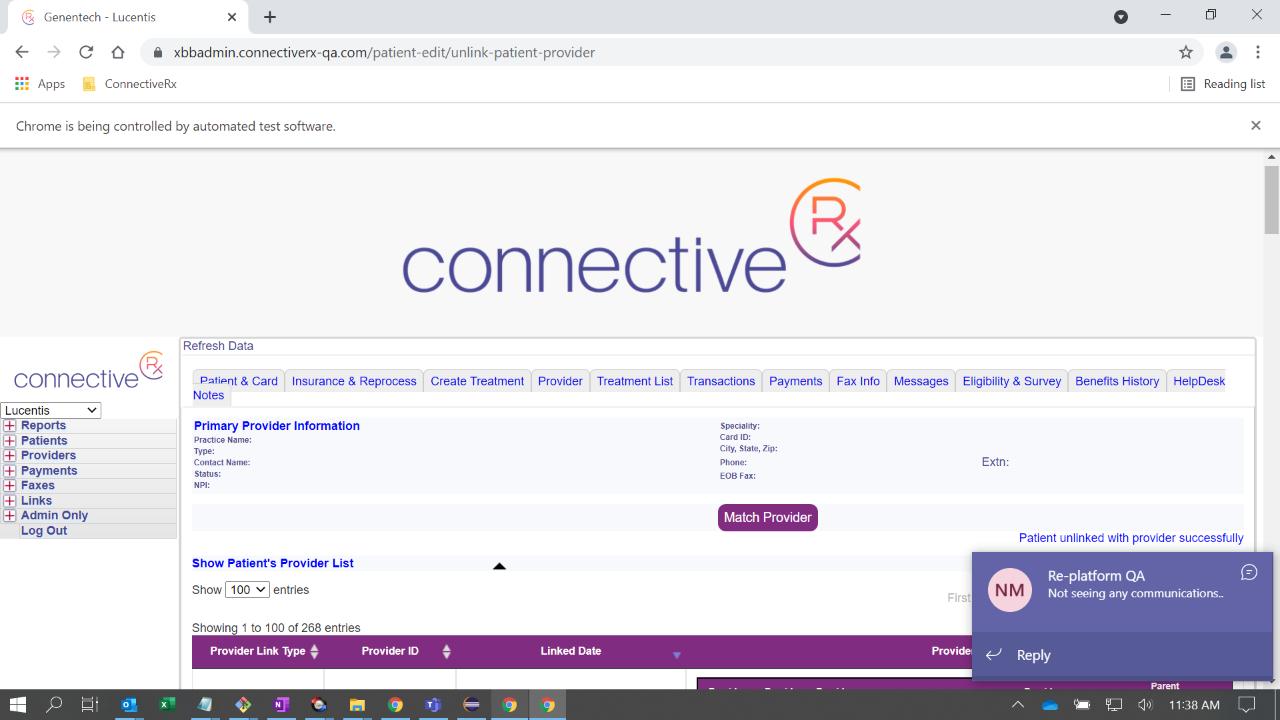 Genentech - Lucentis
xbbadmin.connectiverx-qa.com/patient-edit/unlink-patient-provider
Apps ConnectiveRx Reading list
Chrome is being controlled by automated test software.
connective Rx
connective Rx
Lucentis
Reports
Patients
Providers
Payments
Faxes
Links
Admin Only
Log Out
Refresh Data
Patient & Card Insurance & Reprocess Create Treatment Provider Treatment List Transactions Payments Fax Info Messages Eligibility & Survey Benefits History HelpDesk
Notes
Primary Provider Information
Practice Name:
Type:
Contact Name:
Status:
NPI:
Speciality:
Card ID:
City, State, Zip:
Phone: Extn:
EOB Fax:
Match Provider
Patient unlinked with provider successfully
Show Patient's Provider List
Show 100 entries
First
Showing 1 to 100 of 268 entries
Provider Link Type Provider ID Linked Date Provide
Parent
NM
Re-platform QA
Not seeing any communications..
Reply
11:38 AM